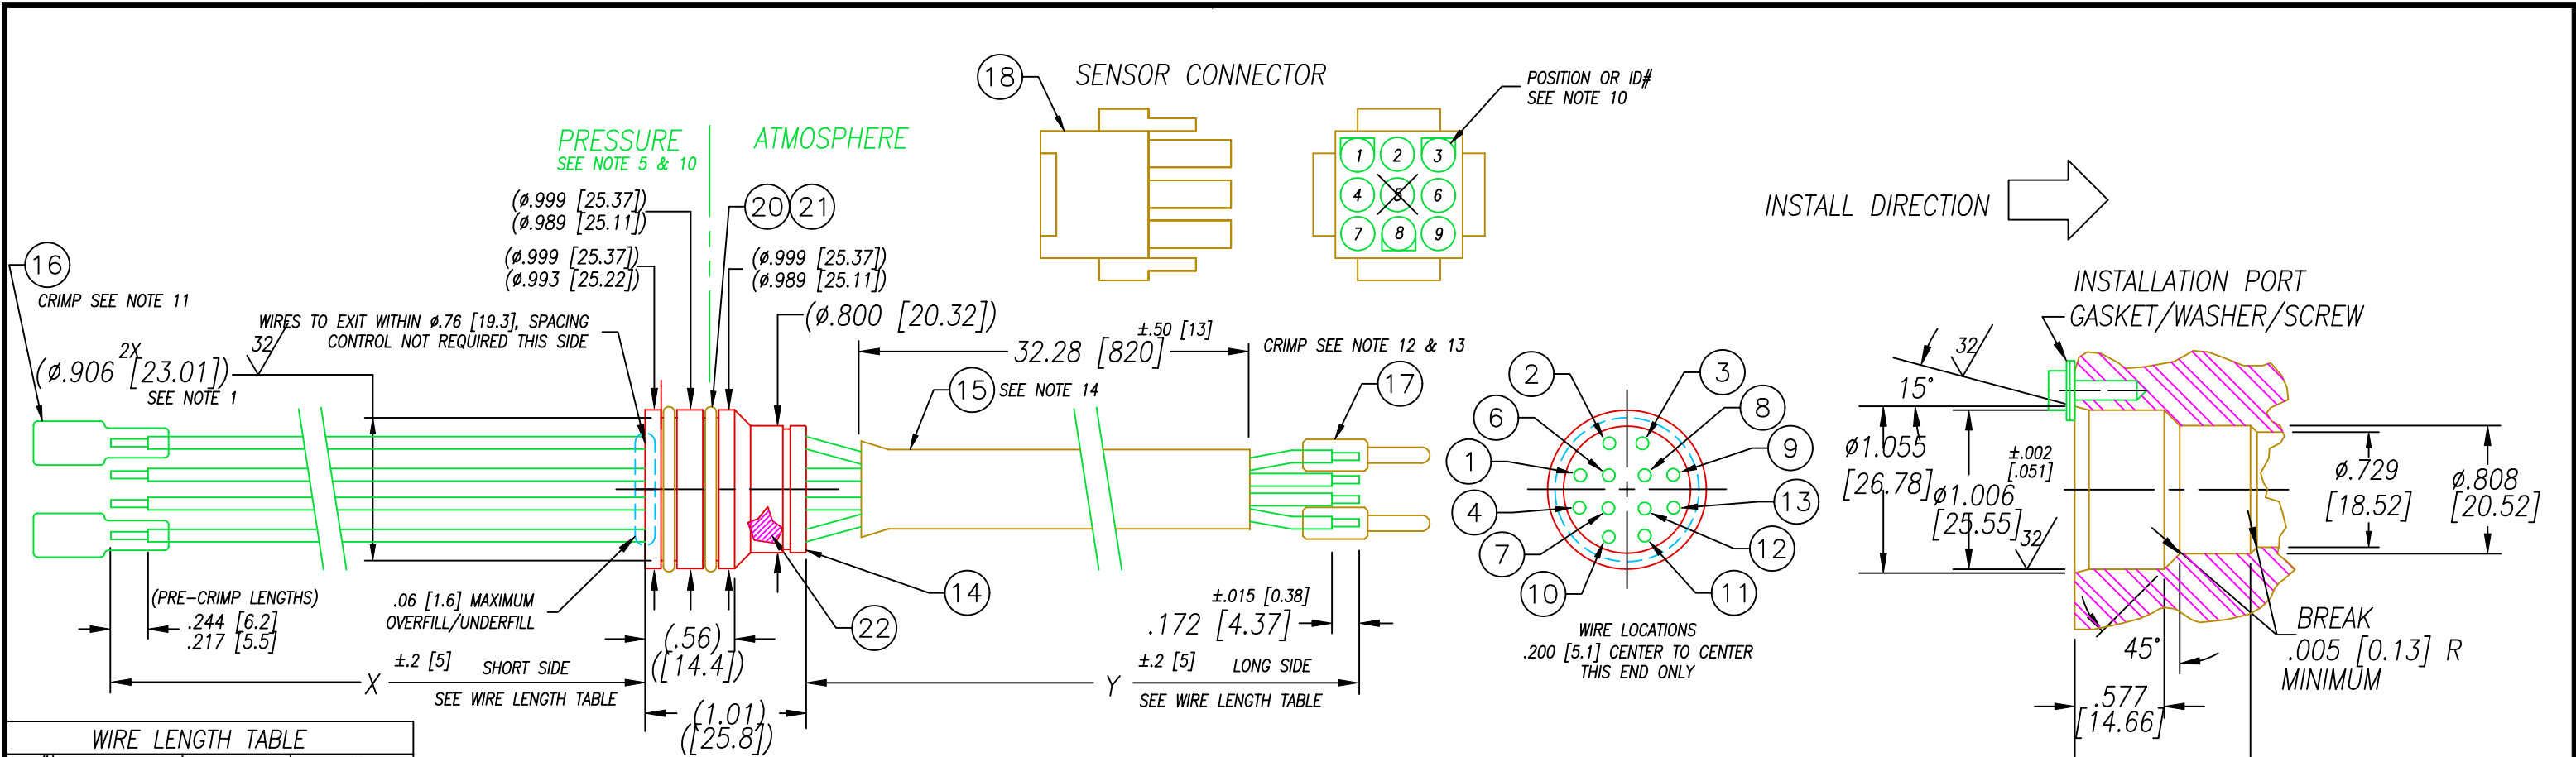 18
SENSOR CONNECTOR
POSITION OR ID#
SEE NOTE 10
1 2 3
4 5 6
7 8 9
PRESSURE
SEE NOTE 5 & 10
ATMOSPHERE
INSTALL DIRECTION
(ø.999 [25.37])
(ø.989 [25.11])
20 21
(ø.999 [25.37])
(ø.993 [25.22])
(ø.999 [25.37])
(ø.989 [25.11])
16
CRIMP SEE NOTE 11
WIRES TO EXIT WITHIN ø.76 [19.3], SPACING
CONTROL NOT REQUIRED THIS SIDE
32
2X
(ø.906 [23.01])
SEE NOTE 1
(ø.800 [20.32])
±.50 [13]
32.28 [820]
CRIMP SEE NOTE 12 & 13
15
SEE NOTE 14
17
2
3
6
8
1
9
4
13
7
12
10
11
WIRE LOCATIONS
.200 [5.1] CENTER TO CENTER
THIS END ONLY
INSTALLATION PORT
GASKET/WASHER/SCREW
32
15°
ø1.055
[26.78]
±.002
[.051]
ø1.006
[25.55]
32
ø.729
[18.52]
ø.808
[20.52]
BREAK
.005 [0.13] R
MINIMUM
45°
.577
[14.66]
(PRE-CRIMP LENGTHS)
.244 [6.2]
.217 [5.5]
.06 [1.6] MAXIMUM
OVERFILL/UNDERFILL
14
22
±.015 [0.38]
.172 [4.37]
(.56)
([14.4])
±.2 [5]
SHORT SIDE
X
SEE WIRE LENGTH TABLE
±.2 [5]
LONG SIDE
Y
SEE WIRE LENGTH TABLE
(1.01)
([25.8])
WIRE LENGTH TABLE